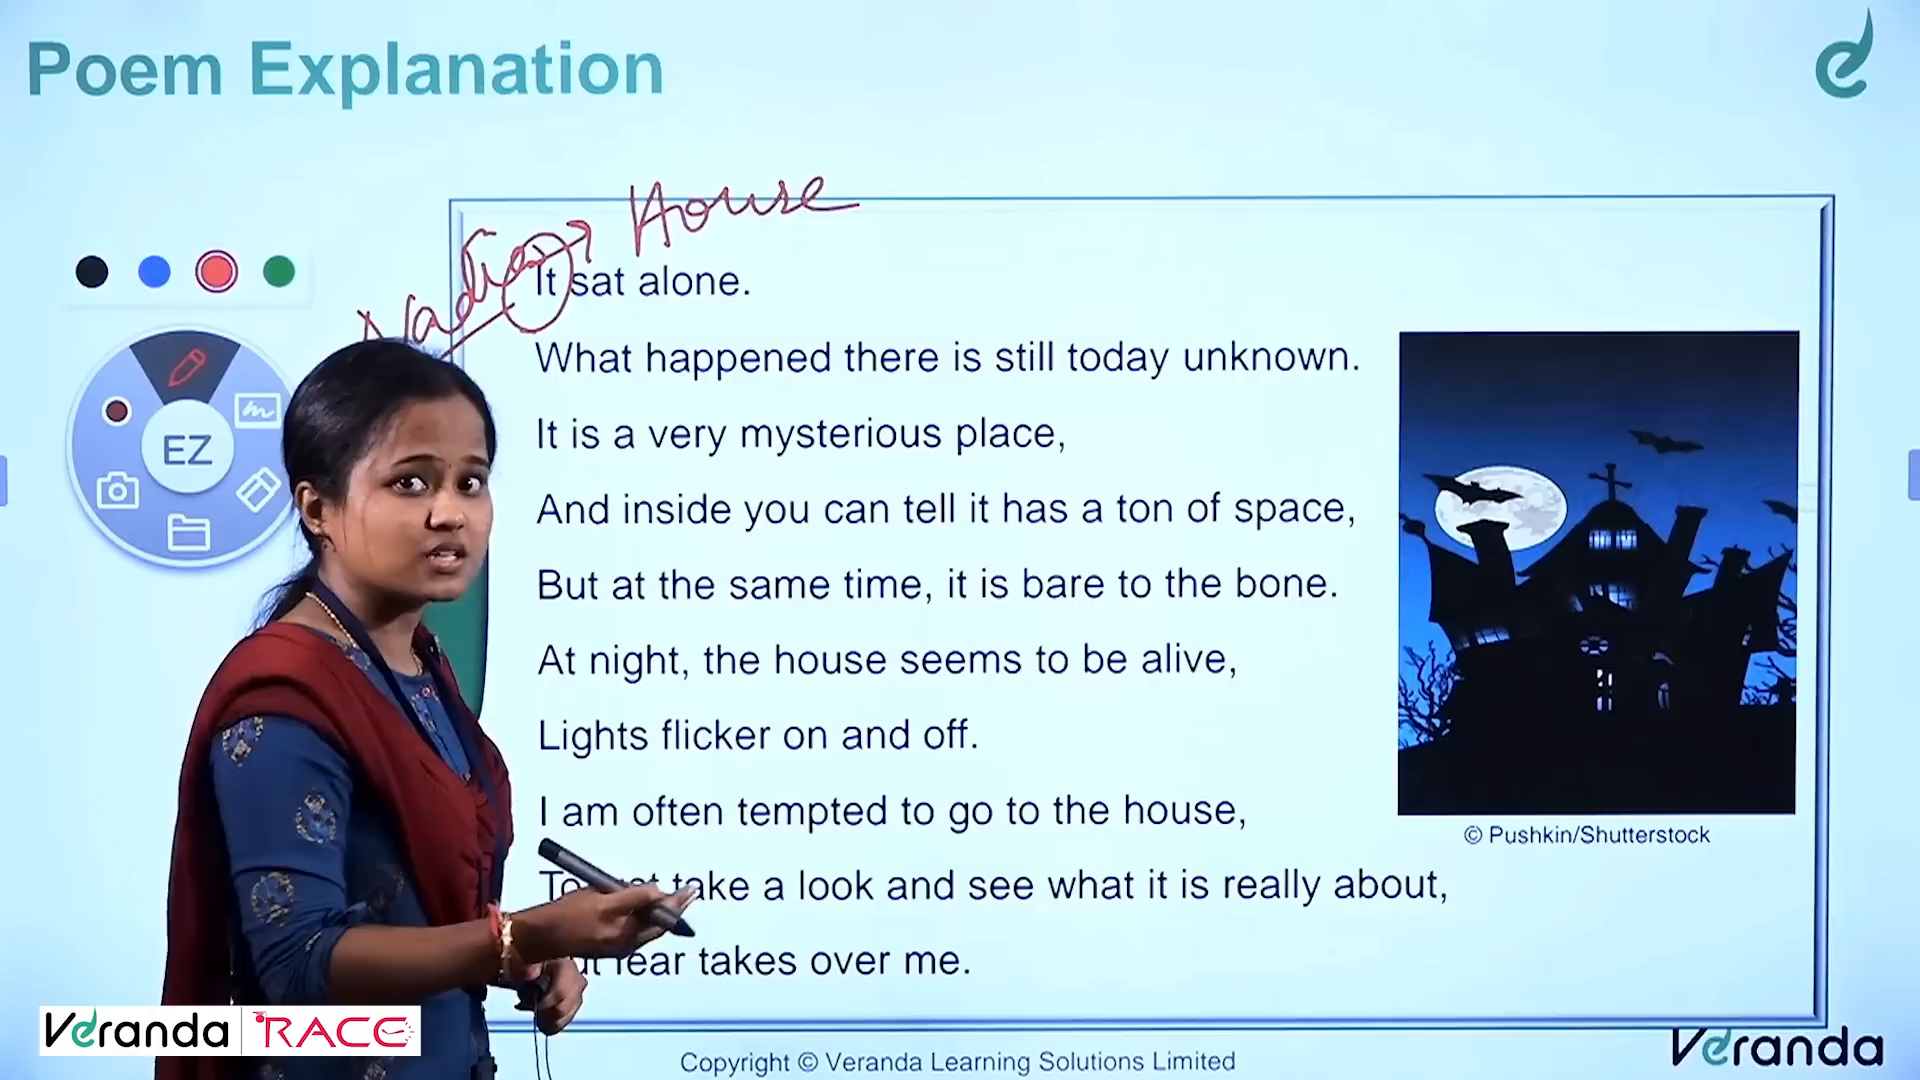 Poem Explanation
House
It sat alone.
What happened there is still today unknown.
It is a very mysterious place,
And inside you can tell it has a ton of space,
But at the same time, it is bare to the bone.
At night, the house seems to be alive,
Lights flicker on and off.
I am often tempted to go to the house,
take a look and see what it is really about,
fear takes over me.
EZ
© Pushkin/Shutterstock
Veranda RACE
Copyright © Veranda Learning Solutions Limited
Veranda